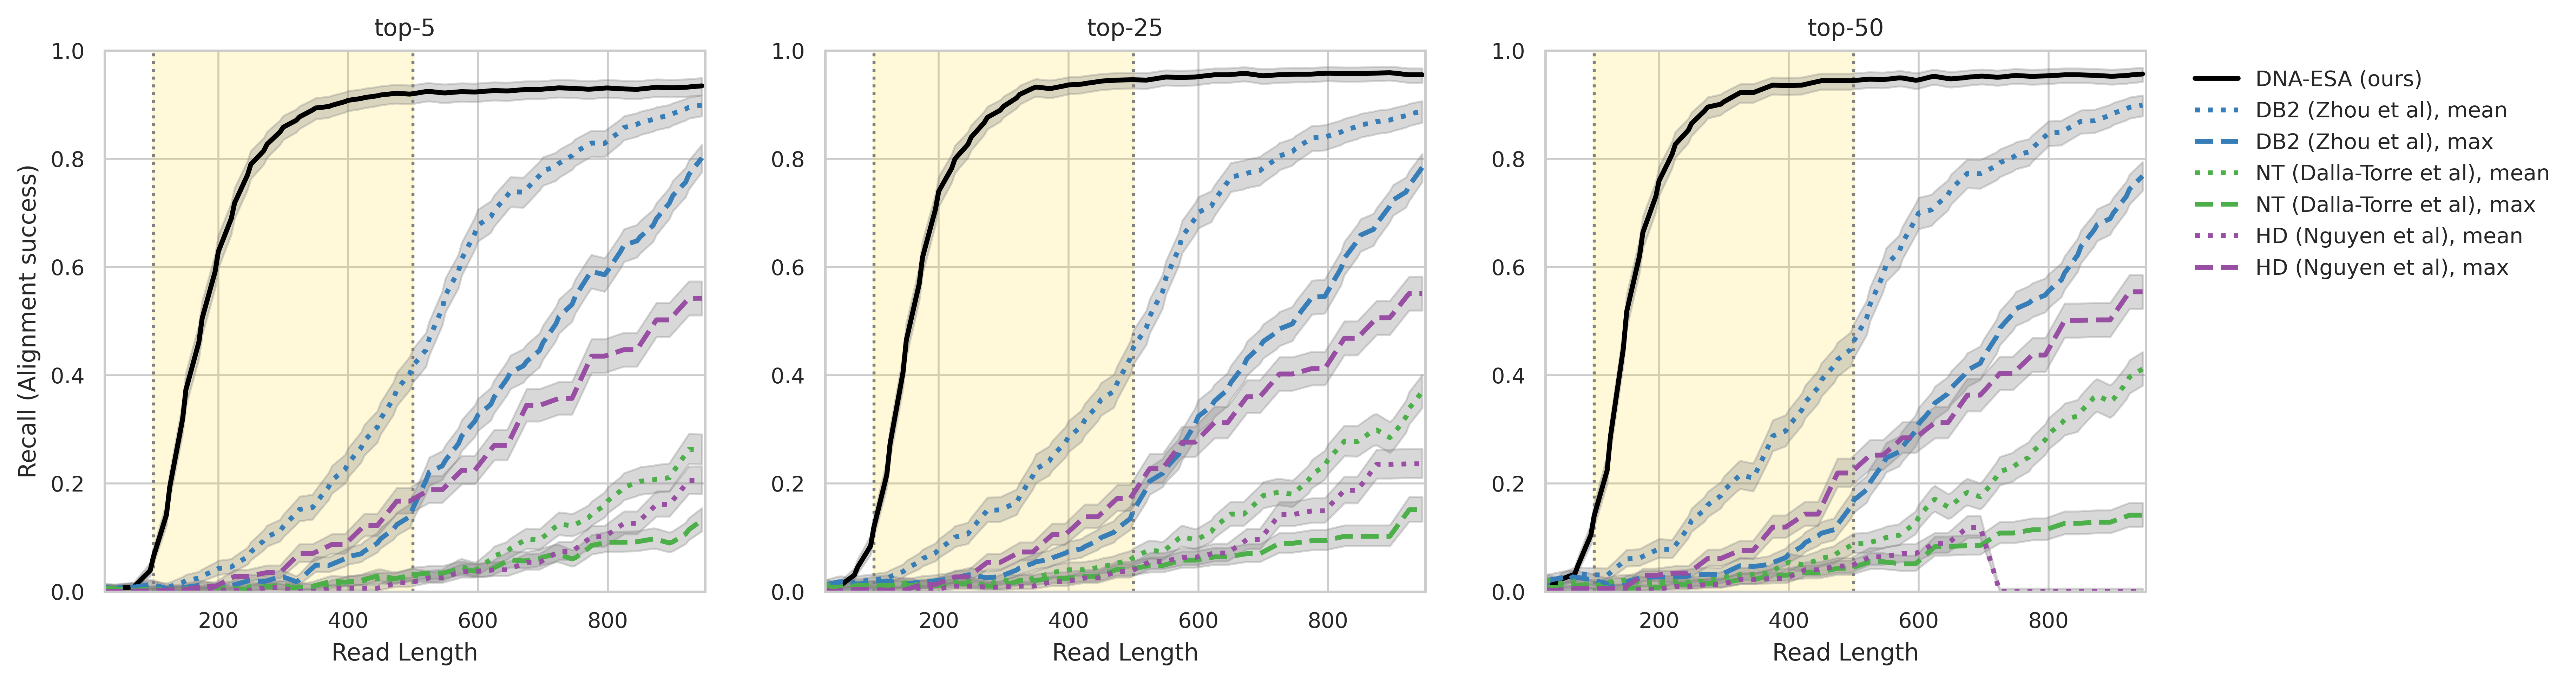 top-5
top-25
top-50
Recall (Alignment success)
1.0
0.8
0.6
0.4
0.2
0.0
200
400
600
800
Read Length
1.0
0.8
0.6
0.4
0.2
0.0
200
400
600
800
Read Length
1.0
0.8
0.6
0.4
0.2
0.0
200
400
600
800
Read Length
DNA-ESA (ours)
DB2 (Zhou et al), mean
DB2 (Zhou et al), max
NT (Dalla-Torre et al), mean
NT (Dalla-Torre et al), max
HD (Nguyen et al), mean
HD (Nguyen et al), max